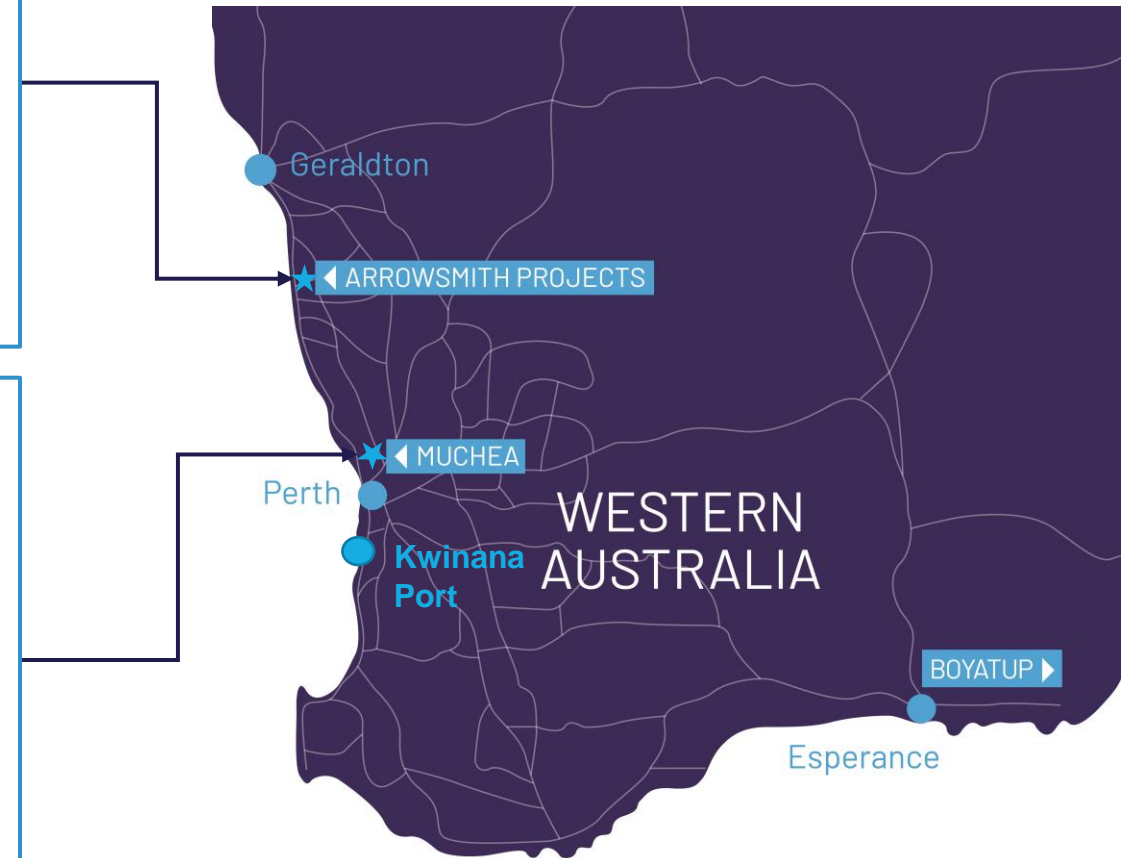 Geraldton
ARROWSMITH PROJECTS
MUCHEA
Perth
Kwinana
Port
WESTERN
AUSTRALIA
BOYATUP
Esperance